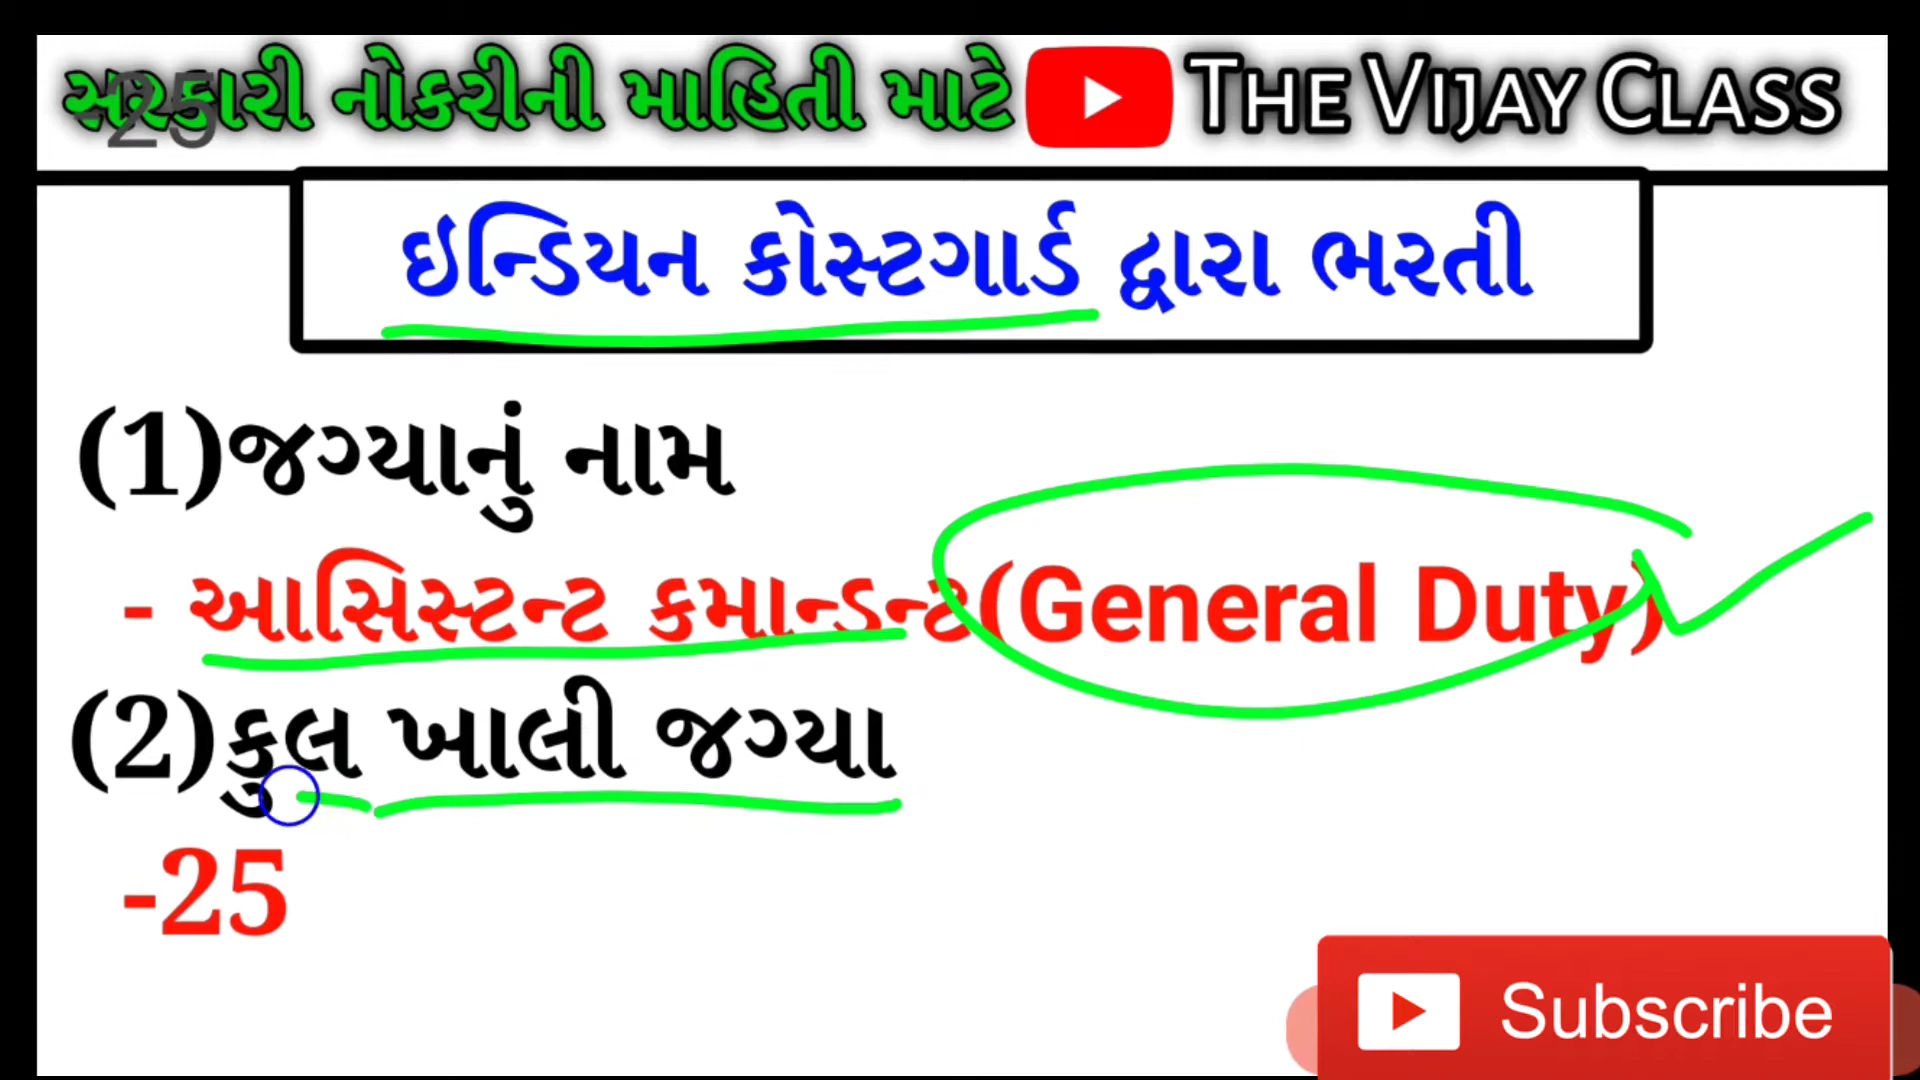 સરકારી નોકરીની માહિતી માટે THE VIJAY CLASS
-25
ઇન્ડિયન કોસ્ટગાર્ડ દ્વારા ભરતી
(1)જગ્યાનું નામ
- આસિસ્ટન્ટ કમાન્ડન્ટ(General Duty)
(2)કુલ ખાલી જગ્યા
-25
Subscribe